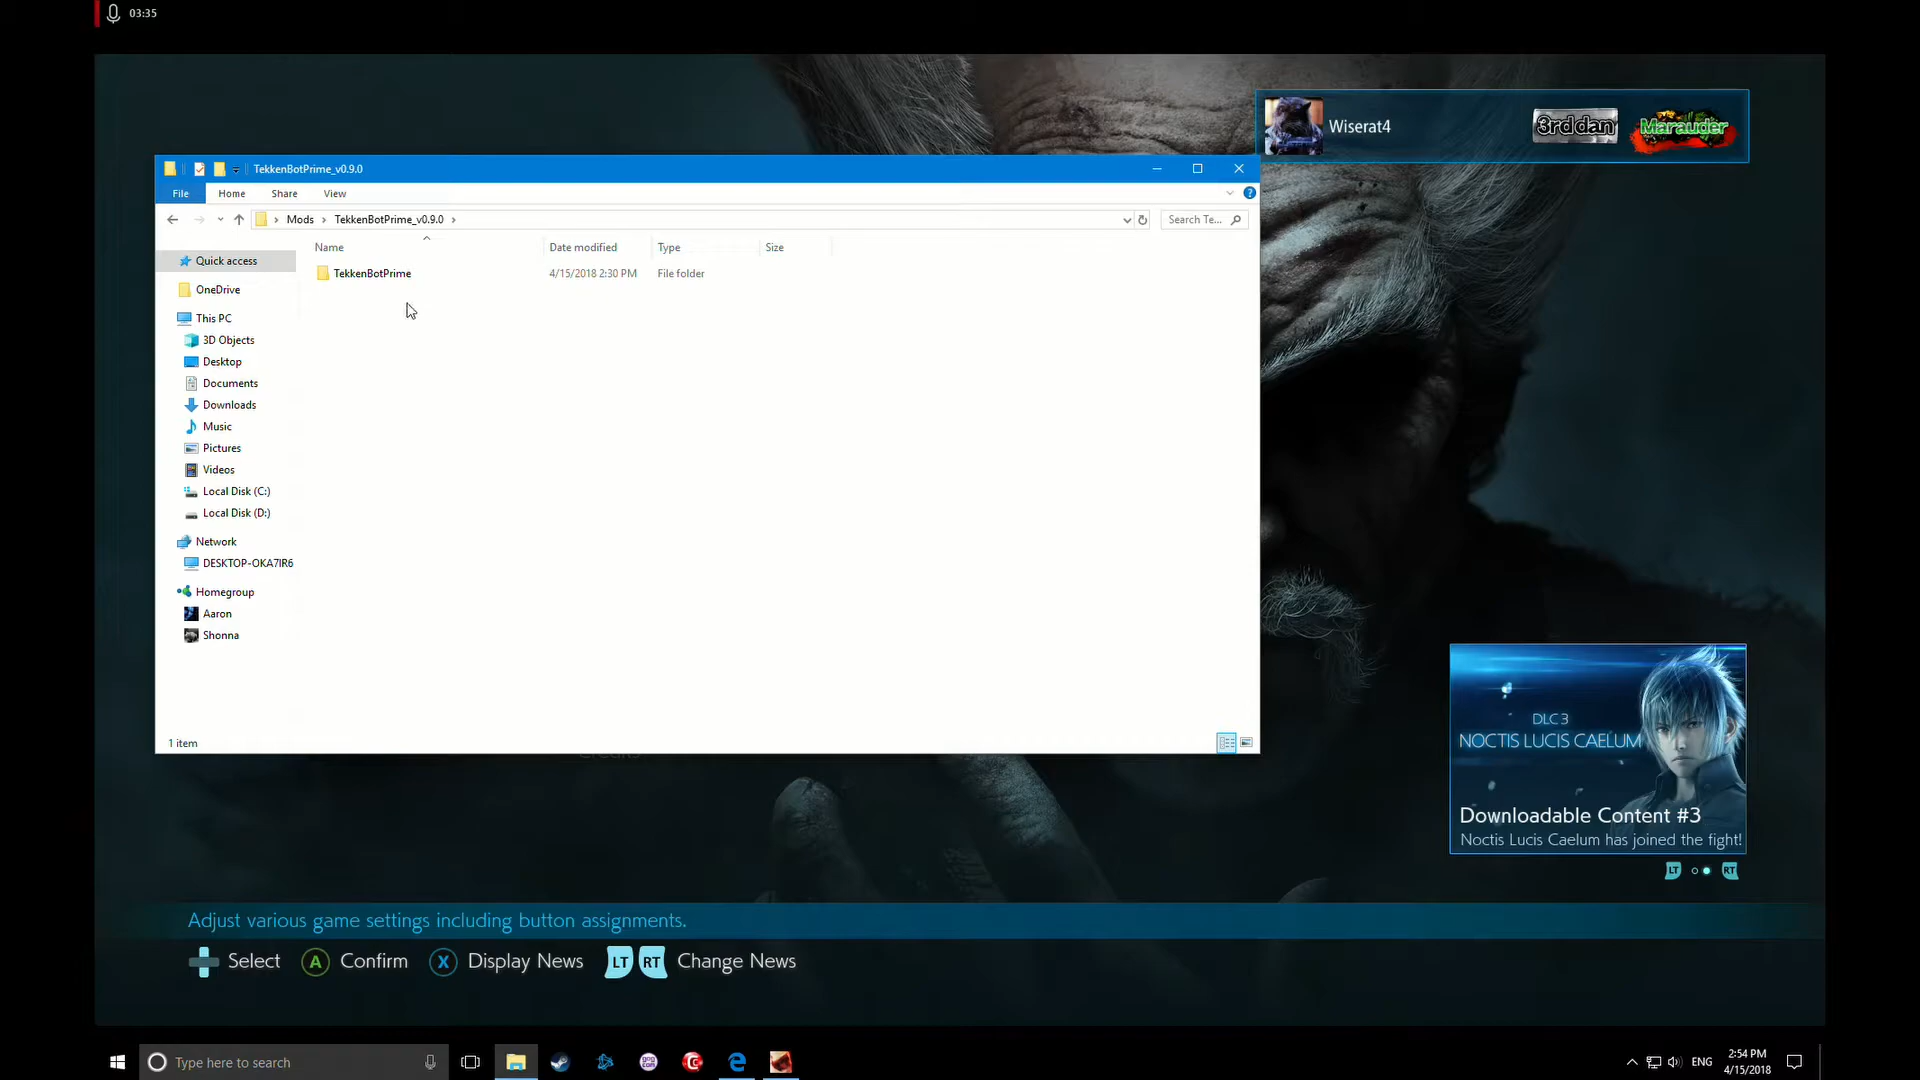 03:35
Wiserat4
3rd dan
Marauder
TekkenBotPrime_v0.9.0
File
Home
Share
View
Mods
TekkenBotPrime_v0.9.0
Search Te...
Name
Date modified
Type
Size
TekkenBotPrime
4/15/2018 2:30 PM
File folder
Quick access
OneDrive
This PC
3D Objects
Desktop
Documents
Downloads
Music
Pictures
Videos
Local Disk (C:)
Local Disk (D:)
Network
DESKTOP-OKA7IR6
Homegroup
Aaron
Shonna
1 item
DLC 3
NOCTIS LUCIS CAELUM
Downloadable Content #3
Noctis Lucis Caelum has joined the fight!
LT
RT
Adjust various game settings including button assignments.
Select
A
Confirm
X
Display News
LT
RT
Change News
Type here to search
ENG
2:54 PM
4/15/2018